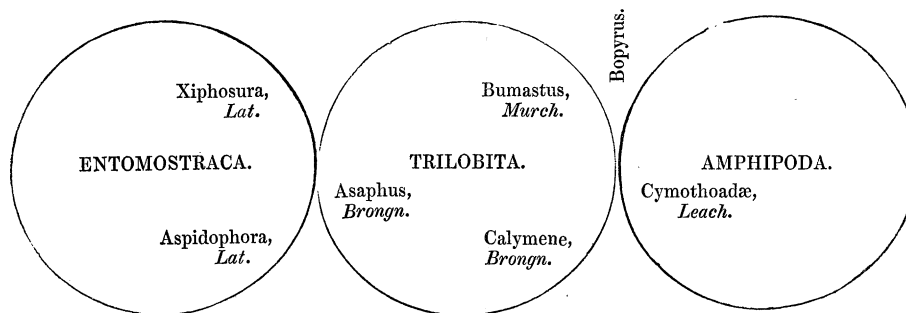 Bopyrus.
Xiphosura,
Lat.
ENTOMOSTRACA.
Aspidophora,
Lat.
Bumastus,
Murch.
TRILOBITA.
Asaphus,
Brongn.
Calymene,
Brongn.
AMPHIPODA.
Cymothoadæ,
Leach.